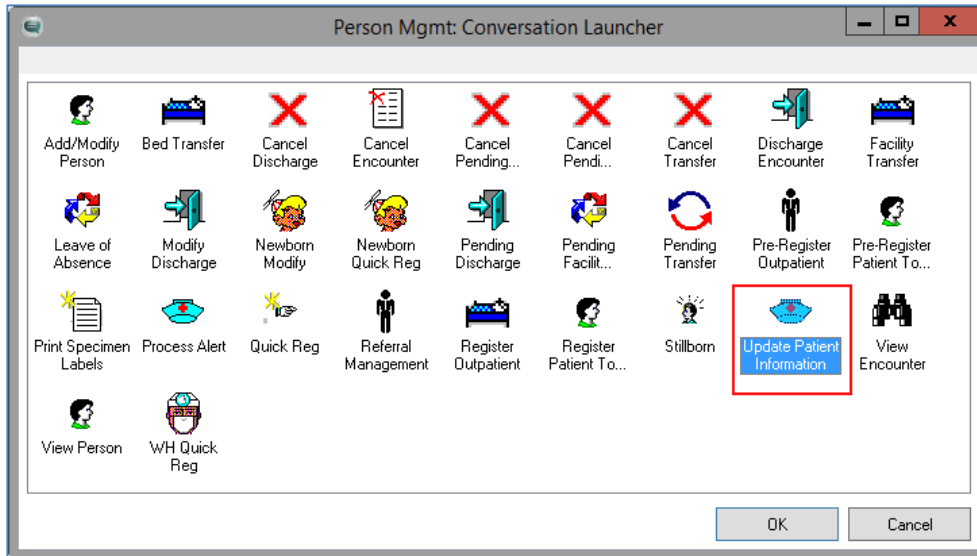 Person Mgmt: Conversation Launcher
Add/Modify Person
Bed Transfer
Cancel Discharge
Cancel Encounter
Cancel Pending...
Cancel Pendi...
Cancel Transfer
Discharge Encounter
Facility Transfer
Leave of Absence
Modify Discharge
Newborn Modify
Newborn Quick Reg
Pending Discharge
Pending Facilit...
Pending Transfer
Pre-Register Outpatient
Pre-Register Patient To...
Print Specimen Labels
Process Alert
Quick Reg
Referral Management
Register Outpatient
Register Patient To...
Stillborn
Update Patient Information
View Encounter
View Person
WH Quick Reg
OK
Cancel